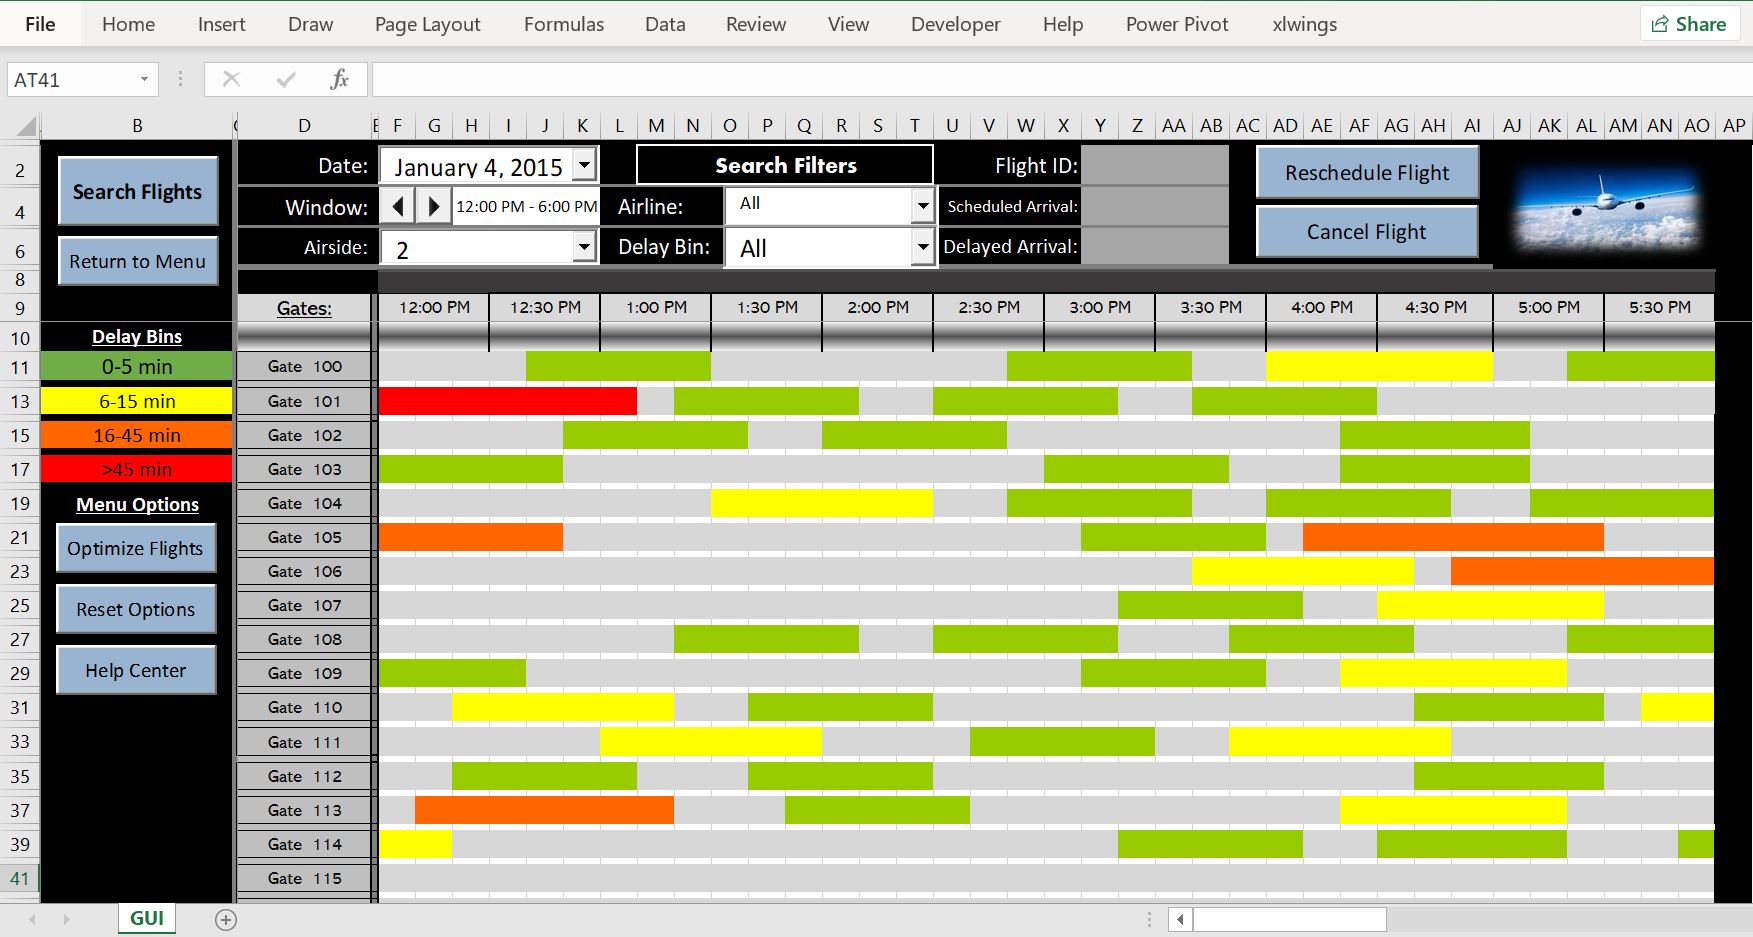 File Home Insert Draw Page Layout Formulas Data Review View Developer Help Power Pivot xlwings Share
AT41 fx
B D F G H I J K L M N O P Q R S T U V W X Y Z AA AB AC AD AE AF AG AH AI AJ AK AL AM AN AO AP
2 Search Flights Date: January 4, 2015 Search Filters Flight ID: Reschedule Flight
4 Window: 12:00 PM - 6:00 PM Airline: All Scheduled Arrival: Cancel Flight
6 Return to Menu Airside: 2 Delay Bin: All Delayed Arrival:
8
9 Gates: 12:00 PM 12:30 PM 1:00 PM 1:30 PM 2:00 PM 2:30 PM 3:00 PM 3:30 PM 4:00 PM 4:30 PM 5:00 PM 5:30 PM
10 Delay Bins
11 0-5 min Gate 100
13 6-15 min Gate 101
15 16-45 min Gate 102
17 >45 min Gate 103
19 Menu Options Gate 104
21 Optimize Flights Gate 105
23 Gate 106
25 Reset Options Gate 107
27 Gate 108
29 Help Center Gate 109
31 Gate 110
33 Gate 111
35 Gate 112
37 Gate 113
39 Gate 114
41 Gate 115
GUI